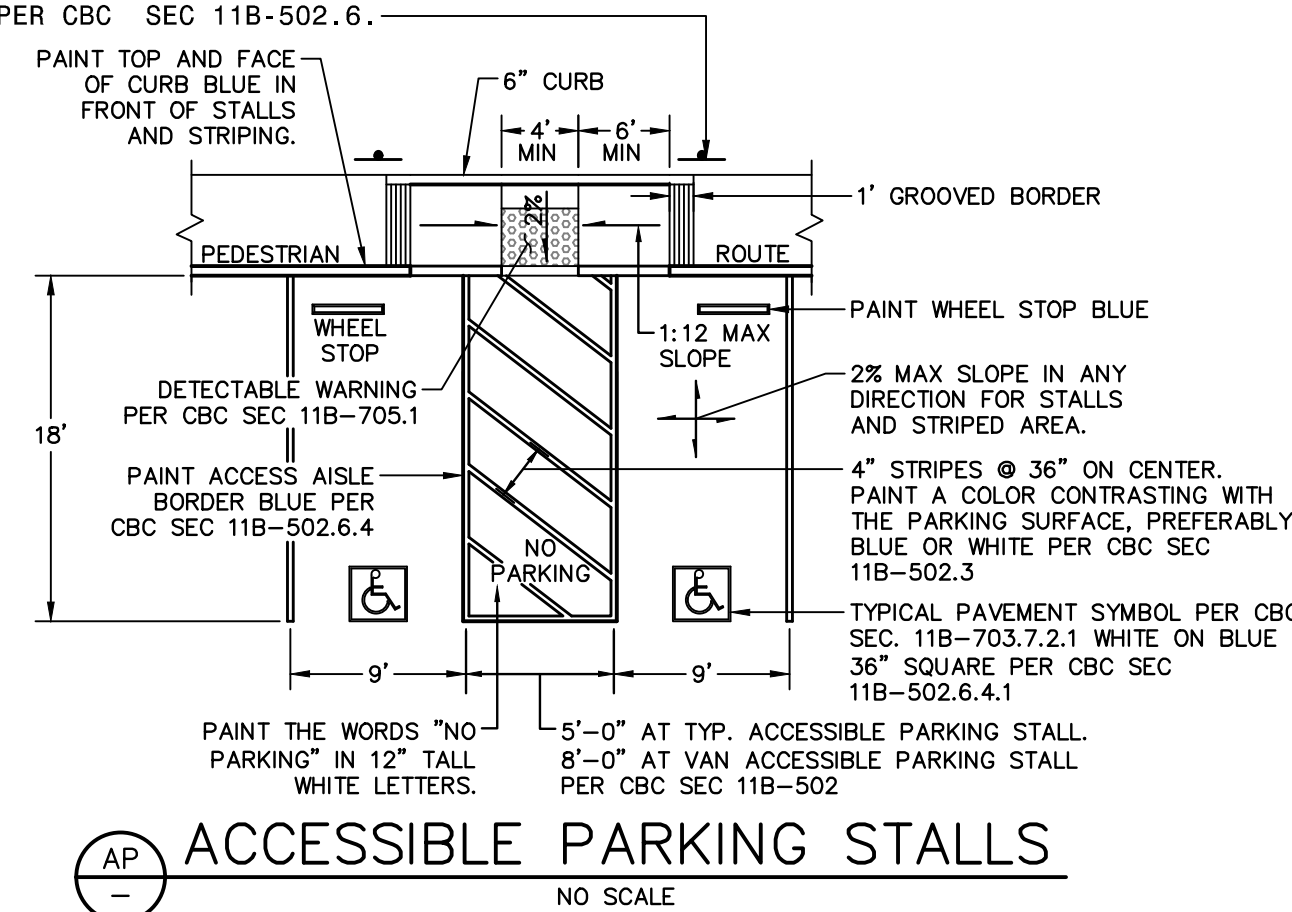 PER CBC SEC 11B-502.6.
PAINT TOP AND FACE
OF CURB BLUE IN
FRONT OF STALLS
AND STRIPING.
6" CURB
4'
MIN
6'
MIN
2%
1' GROOVED BORDER
PEDESTRIAN
ROUTE
WHEEL
STOP
PAINT WHEEL STOP BLUE
1:12 MAX
SLOPE
DETECTABLE WARNING
PER CBC SEC 11B-705.1
2% MAX SLOPE IN ANY
DIRECTION FOR STALLS
AND STRIPED AREA.
18'
PAINT ACCESS AISLE
BORDER BLUE PER
CBC SEC 11B-502.6.4
4" STRIPES @ 36" ON CENTER.
PAINT A COLOR CONTRASTING WITH
THE PARKING SURFACE, PREFERABLY
BLUE OR WHITE PER CBC SEC
11B-502.3
NO
PARKING
TYPICAL PAVEMENT SYMBOL PER CBC
SEC. 11B-703.7.2.1 WHITE ON BLUE
36" SQUARE PER CBC SEC
11B-502.6.4.1
9'
9'
PAINT THE WORDS "NO
PARKING" IN 12" TALL
WHITE LETTERS.
5'-0" AT TYP. ACCESSIBLE PARKING STALL.
8'-0" AT VAN ACCESSIBLE PARKING STALL
PER CBC SEC 11B-502
AP
-
ACCESSIBLE PARKING STALLS
NO SCALE